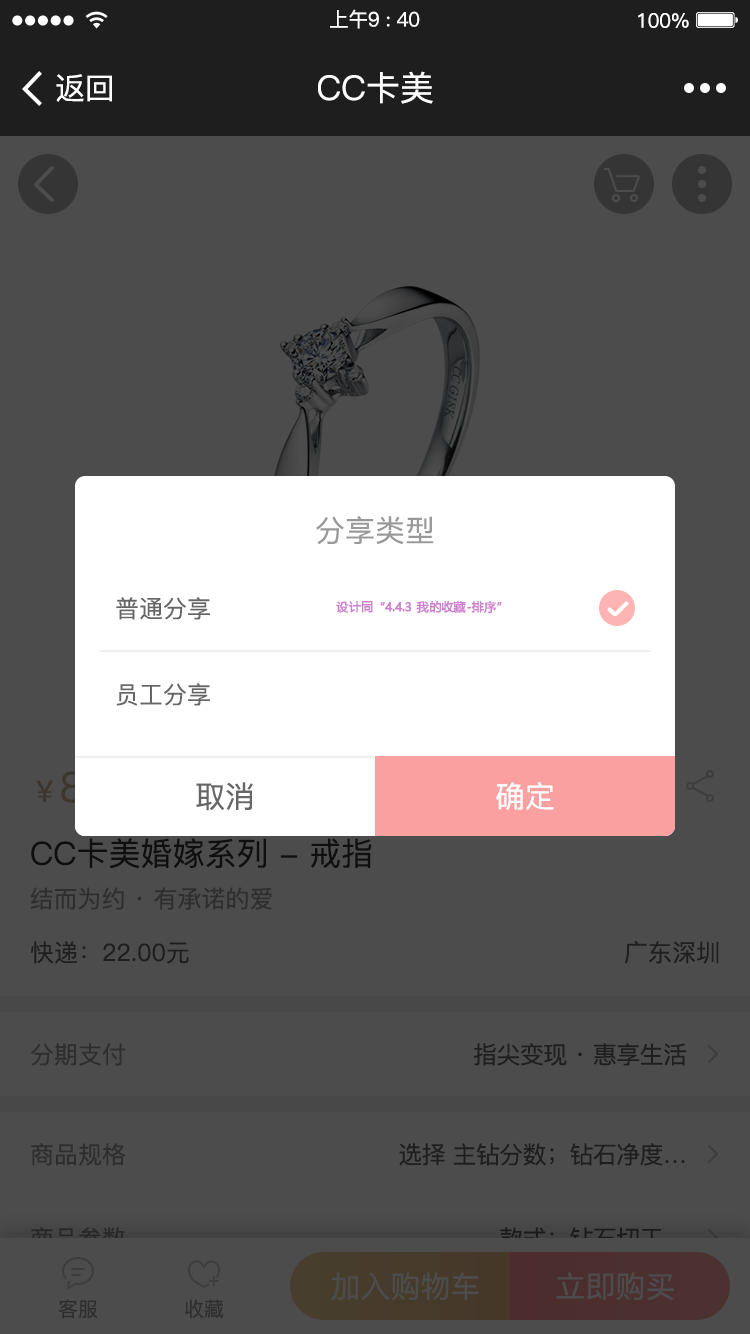 上午9 : 40
100%
返回
CC卡美
分享类型
普通分享
设计同 “4.4.3 我的收藏-排序”
员工分享
取消
确定
¥8
CC卡美婚嫁系列 – 戒指
结而为约 · 有承诺的爱
快递：22.00元
广东深圳
分期支付
指尖变现 · 惠享生活
商品规格
选择 主钻分数；钻石净度...
商品参数
款式；钻石切工...
客服
收藏
加入购物车
立即购买